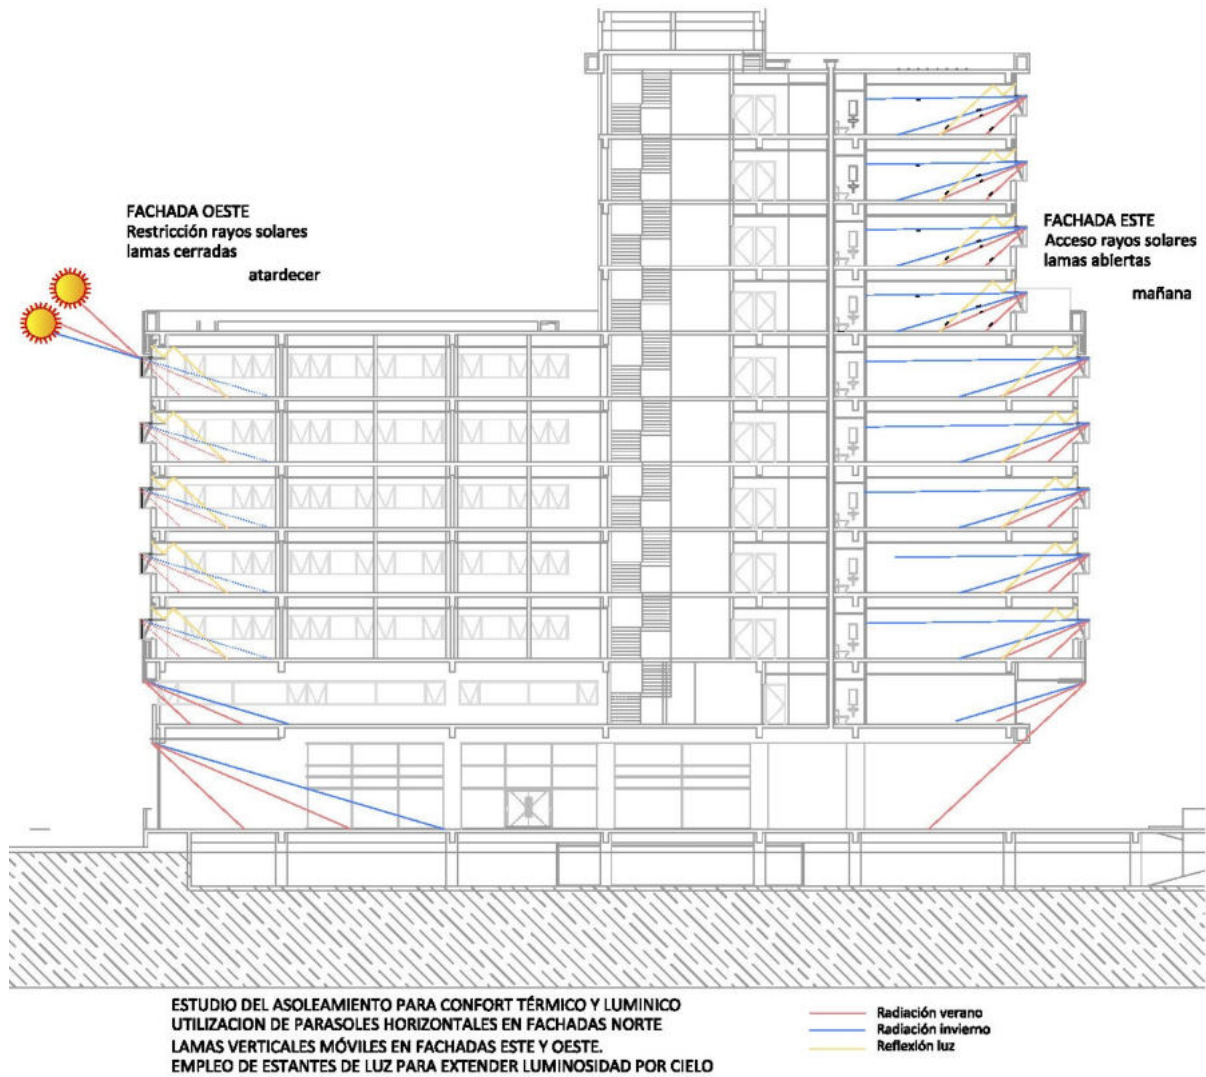 FACHADA OESTE
Restricción rayos solares
lamas cerradas
atardecer
FACHADA ESTE
Acceso rayos solares
lamas abiertas
mañana
ESTUDIO DEL ASOLEAMIENTO PARA CONFORT TÉRMICO Y LUMINICO
UTILIZACION DE PARASOLES HORIZONTALES EN FACHADAS NORTE
LAMAS VERTICALES MÓVILES EN FACHADAS ESTE Y OESTE.
EMPLEO DE ESTANTES DE LUZ PARA EXTENDER LUMINOSIDAD POR CIELO
Radiación verano
Radiación invierno
Reflexión luz